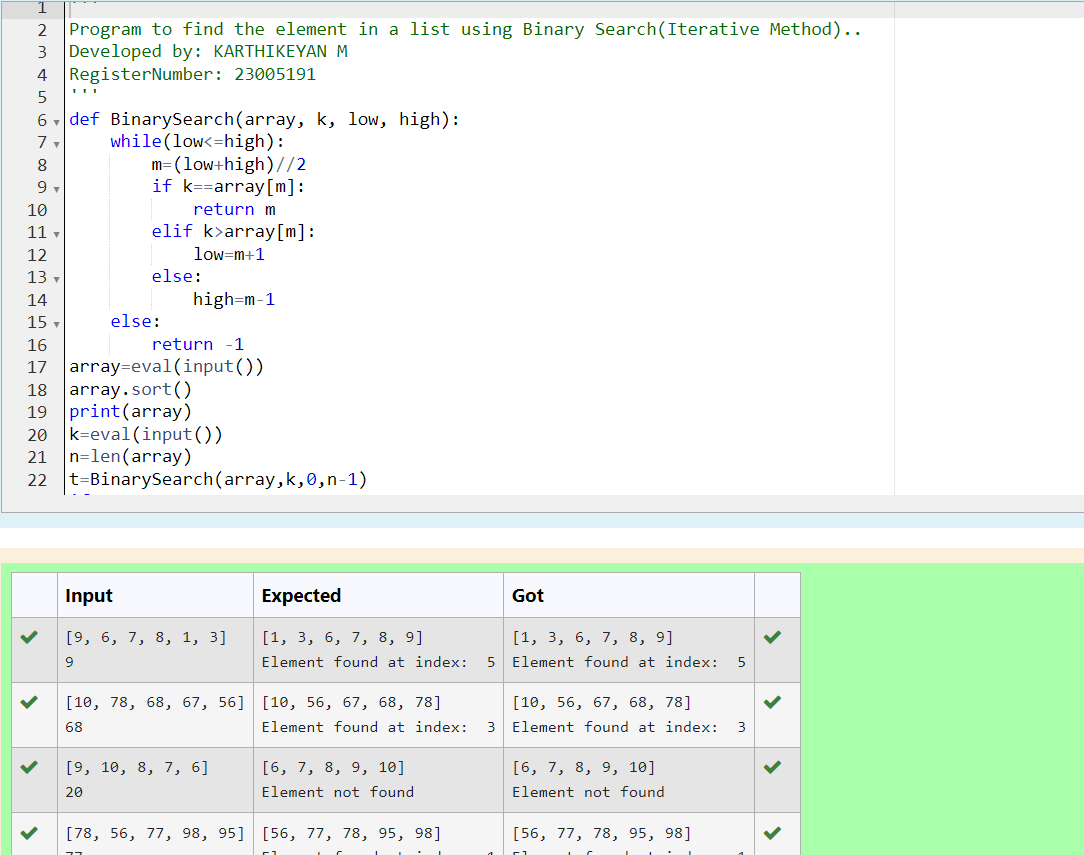 1 '''
2 Program to find the element in a list using Binary Search(Iterative Method)..
3 Developed by: KARTHIKEYAN M
4 RegisterNumber: 23005191
5 '''
6 def BinarySearch(array, k, low, high):
7     while(low<=high):
8         m=(low+high)//2
9         if k==array[m]:
10             return m
11         elif k>array[m]:
12             low=m+1
13         else:
14             high=m-1
15     else:
16         return -1
17 array=eval(input())
18 array.sort()
19 print(array)
20 k=eval(input())
21 n=len(array)
22 t=BinarySearch(array,k,0,n-1)
Input Expected Got
[9, 6, 7, 8, 1, 3] [1, 3, 6, 7, 8, 9] [1, 3, 6, 7, 8, 9]
9 Element found at index:  5 Element found at index:  5
[10, 78, 68, 67, 56] [10, 56, 67, 68, 78] [10, 56, 67, 68, 78]
68 Element found at index:  3 Element found at index:  3
[9, 10, 8, 7, 6] [6, 7, 8, 9, 10] [6, 7, 8, 9, 10]
20 Element not found Element not found
[78, 56, 77, 98, 95] [56, 77, 78, 95, 98] [56, 77, 78, 95, 98]